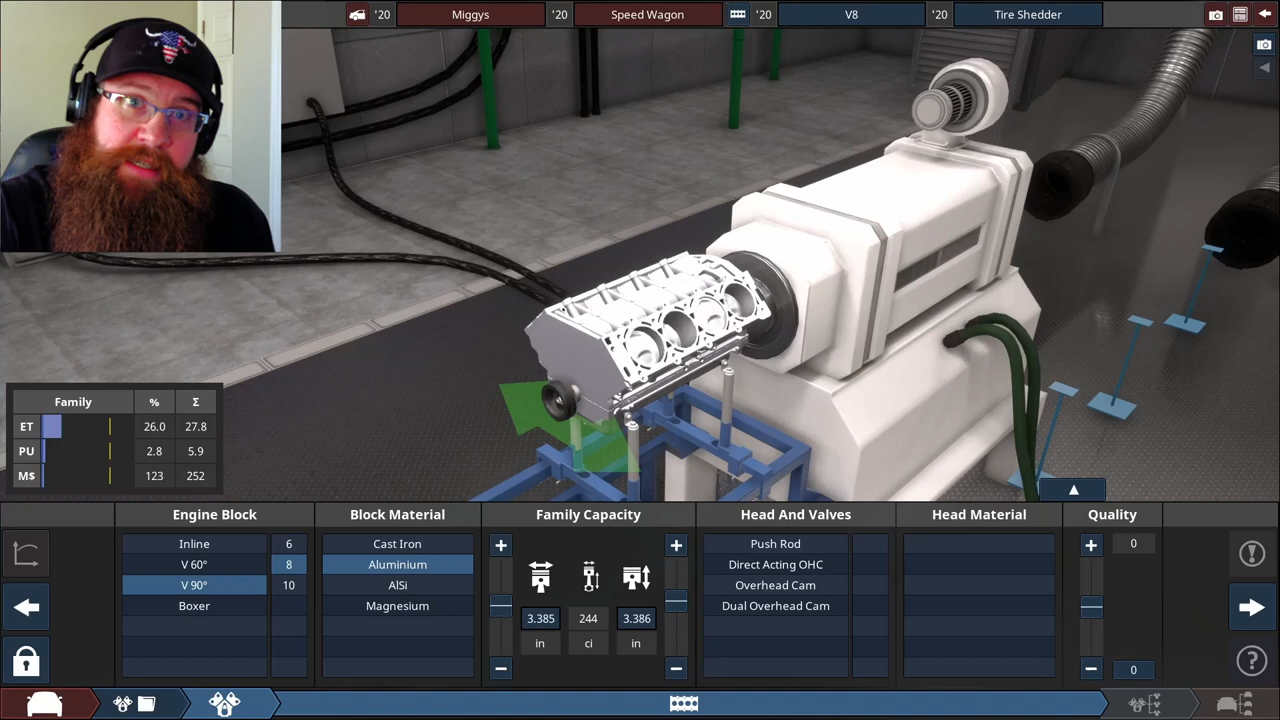 '20 Miggys '20 Speed Wagon '20 V8 '20 Tire Shedder
Family % Σ
ET 26.0 27.8
PU 2.8 5.9
M$ 123 252
Engine Block Block Material Family Capacity Head And Valves Head Material Quality
Inline 6 Cast Iron + + Push Rod + 0
V 60° 8 Aluminium Direct Acting OHC
V 90° 10 AlSi Overhead Cam
Boxer Magnesium Dual Overhead Cam
3.385 244 3.386
in ci in
− − − 0